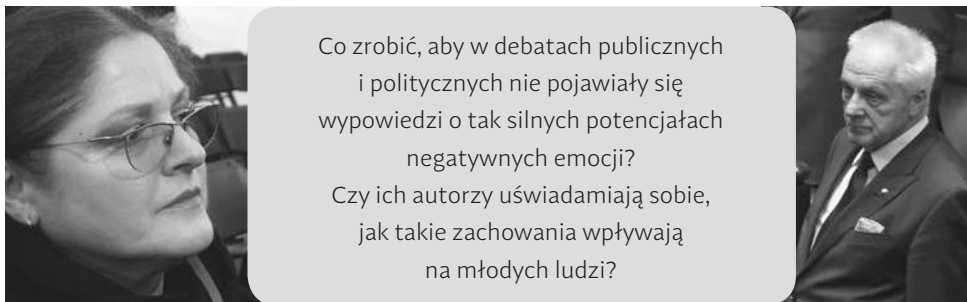 Co zrobić, aby w debatach publicznych
i politycznych nie pojawiały się
wypowiedzi o tak silnych potencjałach
negatywnych emocji?
Czy ich autorzy uświadamiają sobie,
jak takie zachowania wpływają
na młodych ludzi?